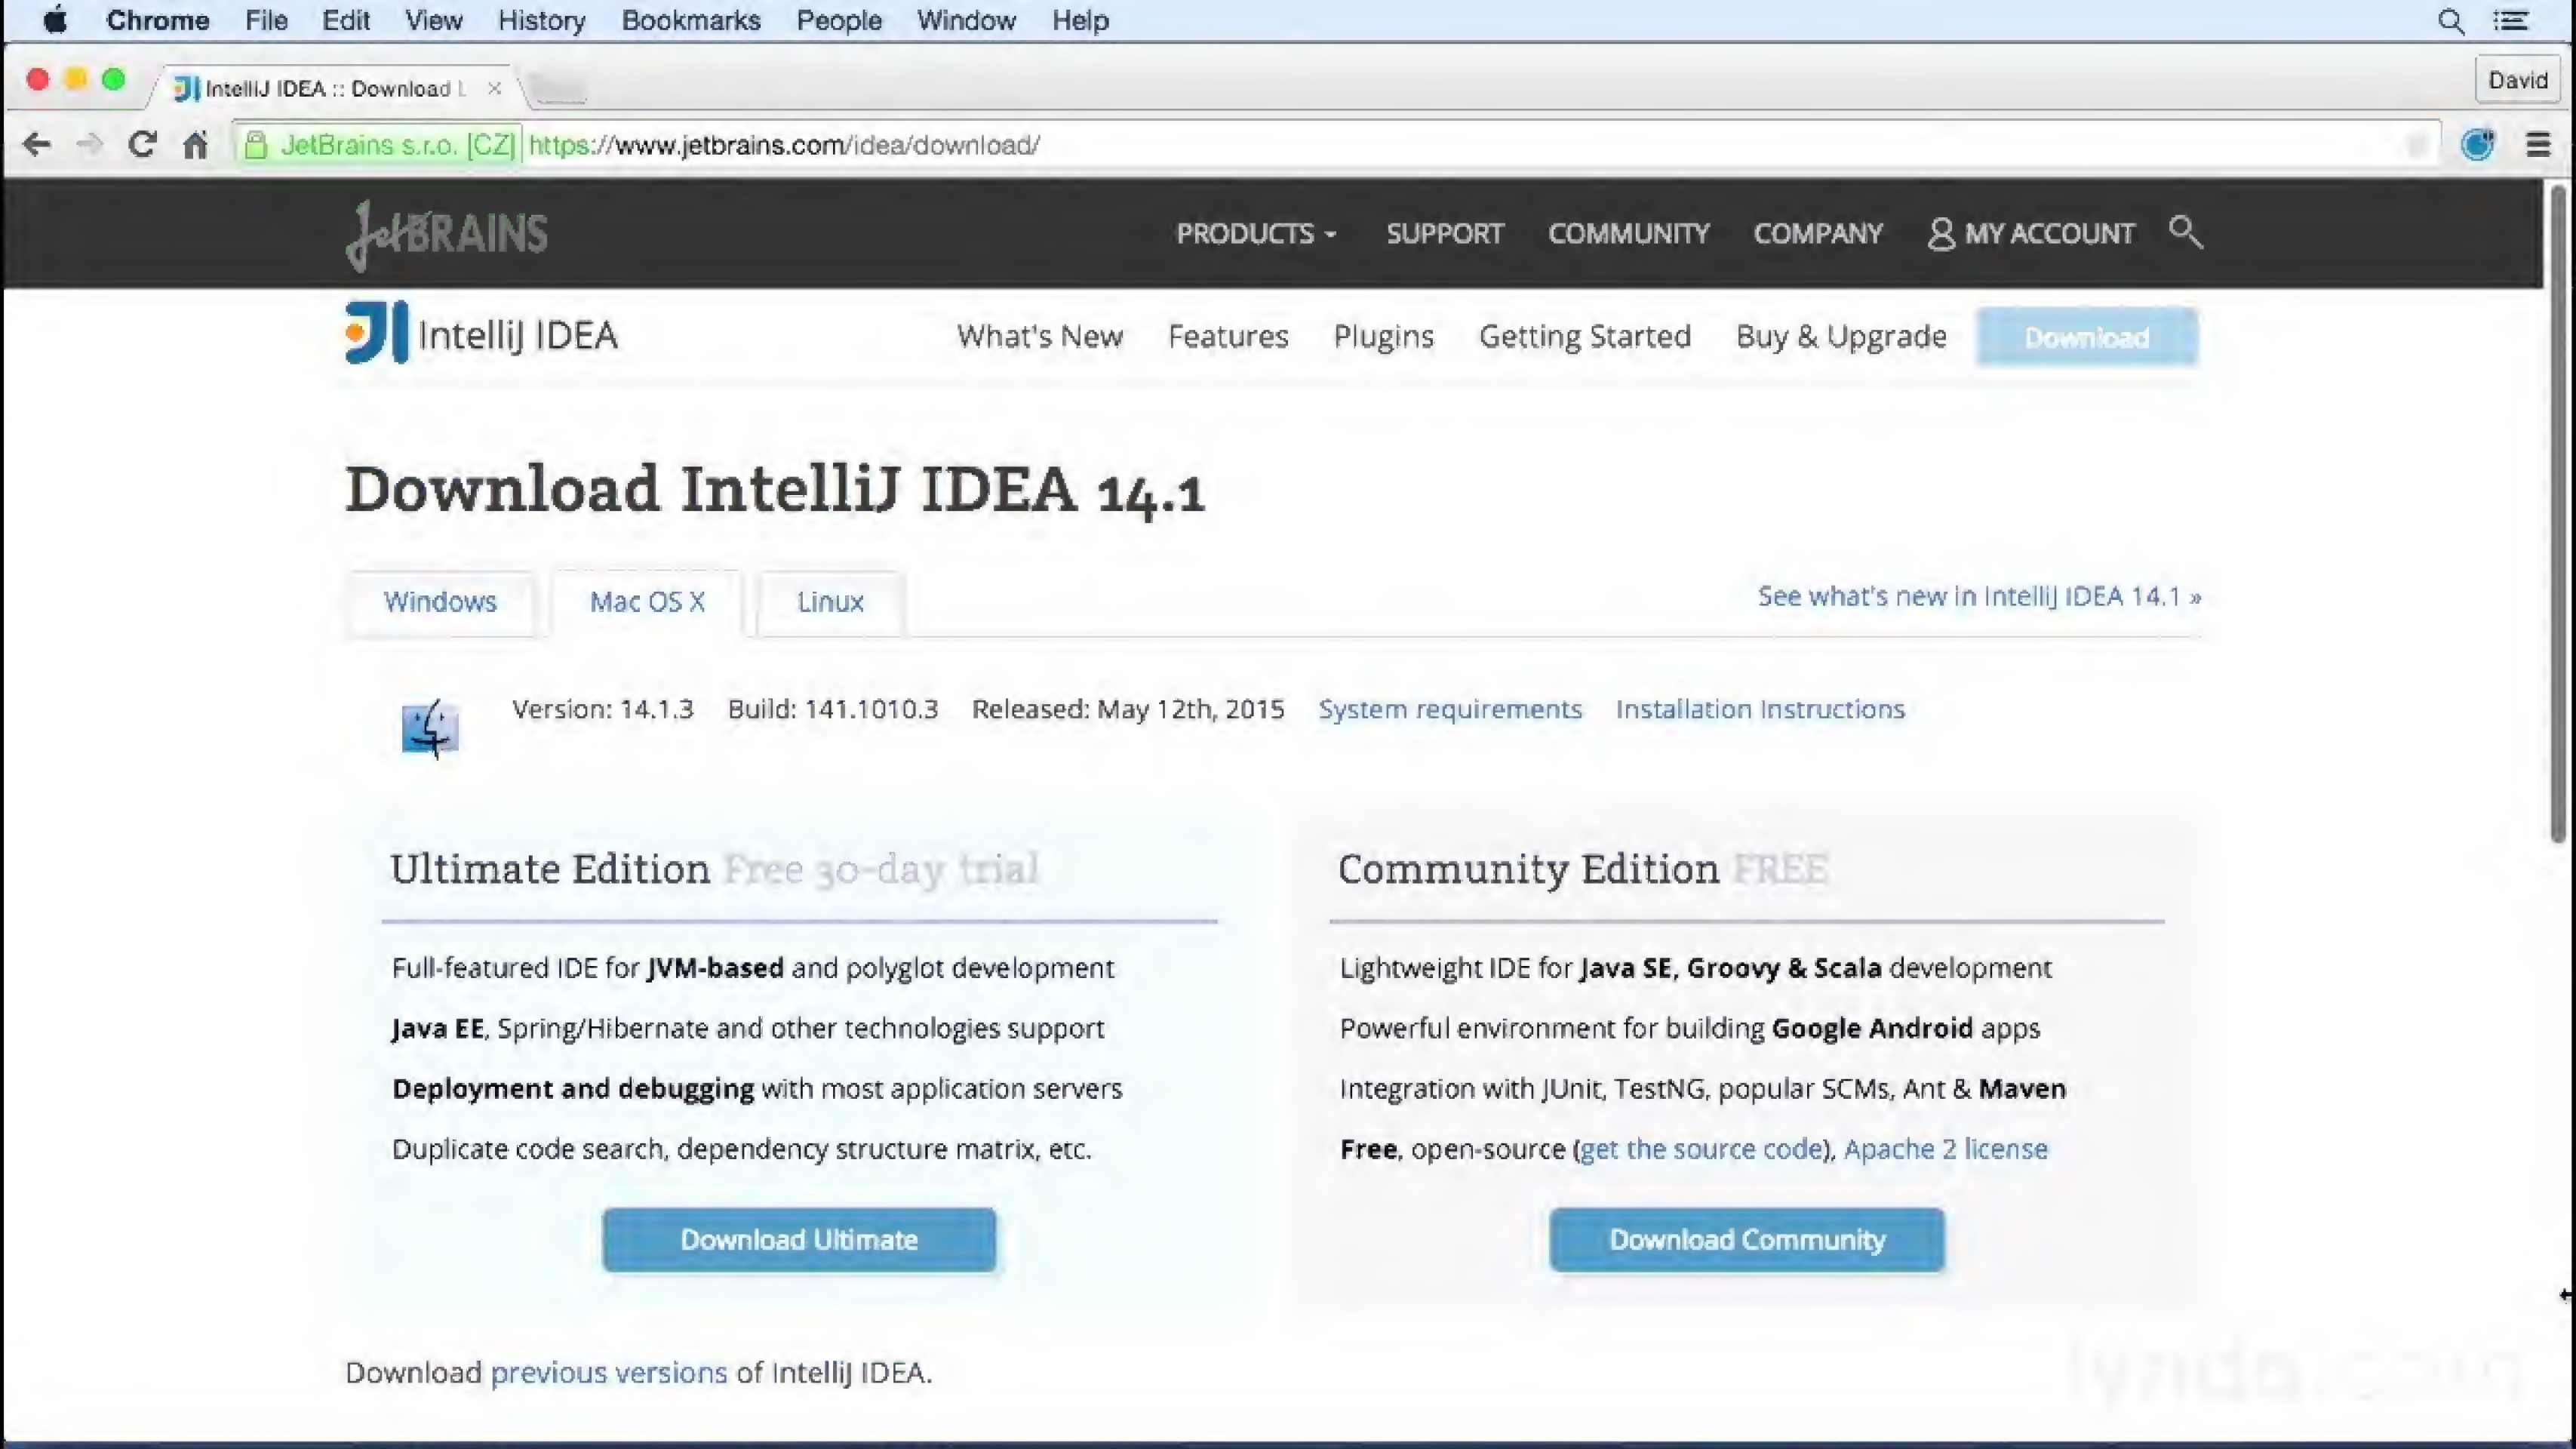 Chrome File Edit View History Bookmarks People Window Help
IntelliJ IDEA :: Download
David
JetBrains s.r.o. [CZ] https://www.jetbrains.com/idea/download/
JetBRAINS PRODUCTS SUPPORT COMMUNITY COMPANY MY ACCOUNT
IntelliJ IDEA What's New Features Plugins Getting Started Buy & Upgrade Download
Download IntelliJ IDEA 14.1
Windows Mac OS X Linux See what's new in IntelliJ IDEA 14.1 »
Version: 14.1.3 Build: 141.1010.3 Released: May 12th, 2015 System requirements Installation Instructions
Ultimate Edition Free 30-day trial
Full-featured IDE for JVM-based and polyglot development
Java EE, Spring/Hibernate and other technologies support
Deployment and debugging with most application servers
Duplicate code search, dependency structure matrix, etc.
Download Ultimate
Community Edition FREE
Lightweight IDE for Java SE, Groovy & Scala development
Powerful environment for building Google Android apps
Integration with JUnit, TestNG, popular SCMs, Ant & Maven
Free, open-source (get the source code), Apache 2 license
Download Community
Download previous versions of IntelliJ IDEA.
lynda.com